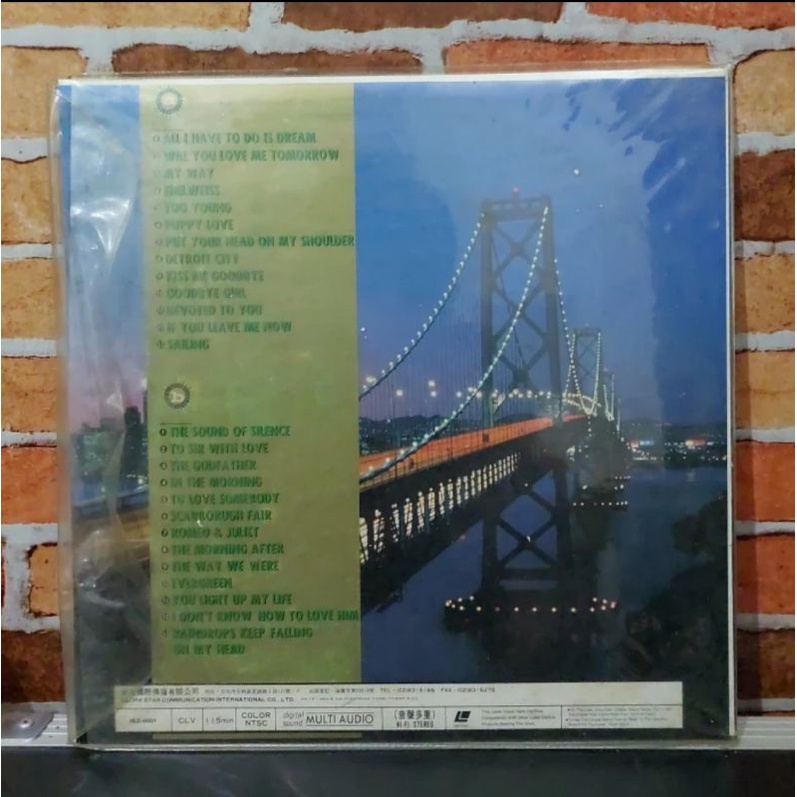 ALL I HAVE TO DO IS DREAM
WILL YOU LOVE ME TOMORROW
MY WAY
EDELWEISS
TOO YOUNG
PUPPY LOVE
PUT YOUR HEAD ON MY SHOULDER
DETROIT CITY
KISS ME GOODBYE
GOODBYE GIRL
DEVOTED TO YOU
IF YOU LEAVE ME NOW
SAILING
THE SOUND OF SILENCE
TO SIR WITH LOVE
THE GODFATHER
IN THE MORNING
TO LOVE SOMEBODY
SCARBOROUGH FAIR
ROMEO & JULIET
THE MORNING AFTER
THE WAY WE WERE
EVERGREEN
YOU LIGHT UP MY LIFE
I DON'T KNOW HOW TO LOVE HIM
RAINDROPS KEEP FALLING
ON MY HEAD
STAR COMMUNICATION INTERNATIONAL CO., LTD.
CLV
115min
COLOR
NTSC
digital
sound
MULTI AUDIO
(音聲多重)
HI-FI STEREO